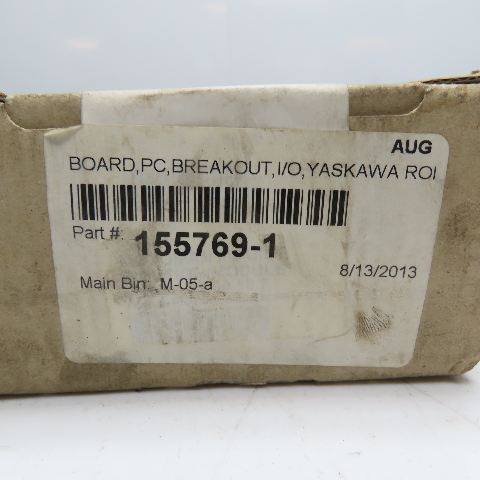 AUG
BOARD,PC,BREAKOUT,I/O,YASKAWA ROI
Part #: 155769-1
8/13/2013
Main Bin: M-05-a